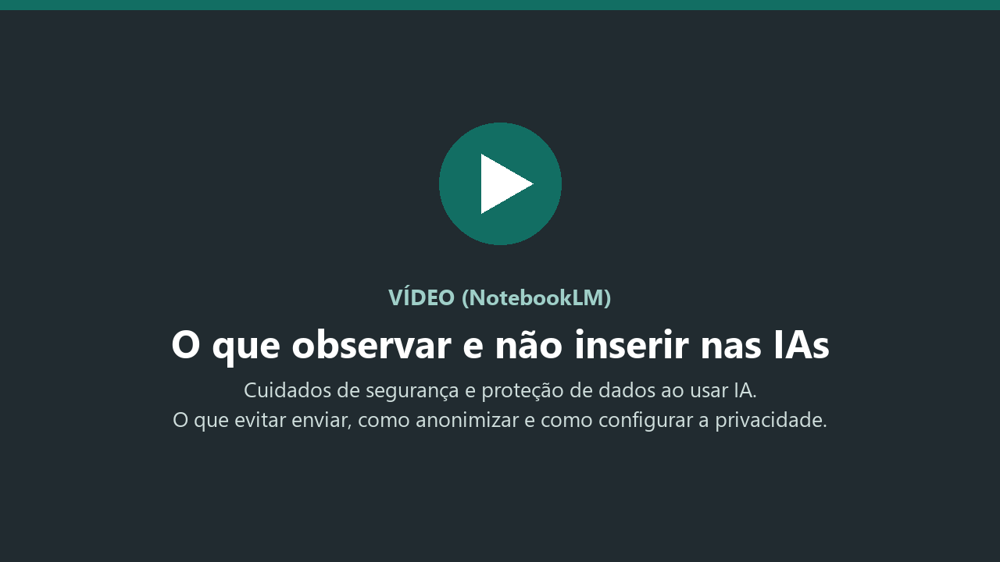 VÍDEO (NotebookLM)
O que observar e não inserir nas IAs
Cuidados de segurança e proteção de dados ao usar IA.
O que evitar enviar, como anonimizar e como configurar a privacidade.